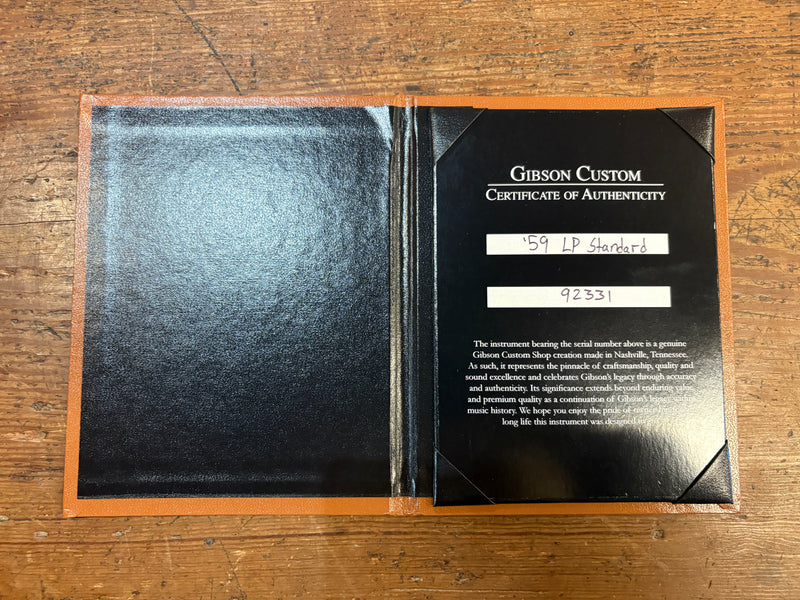 GIBSON CUSTOM
CERTIFICATE OF AUTHENTICITY
'59 LP Standard
92331
The instrument bearing the serial number above is a genuine
Gibson Custom Shop creation made in Nashville, Tennessee.
As such, it represents the pinnacle of craftsmanship, quality and
sound excellence and celebrates Gibson's legacy through accuracy
and authenticity. Its significance extends beyond enduring value
and premium quality as a continuation of Gibson's legacy within
music history. We hope you enjoy the pride of
long life this instrument was designed